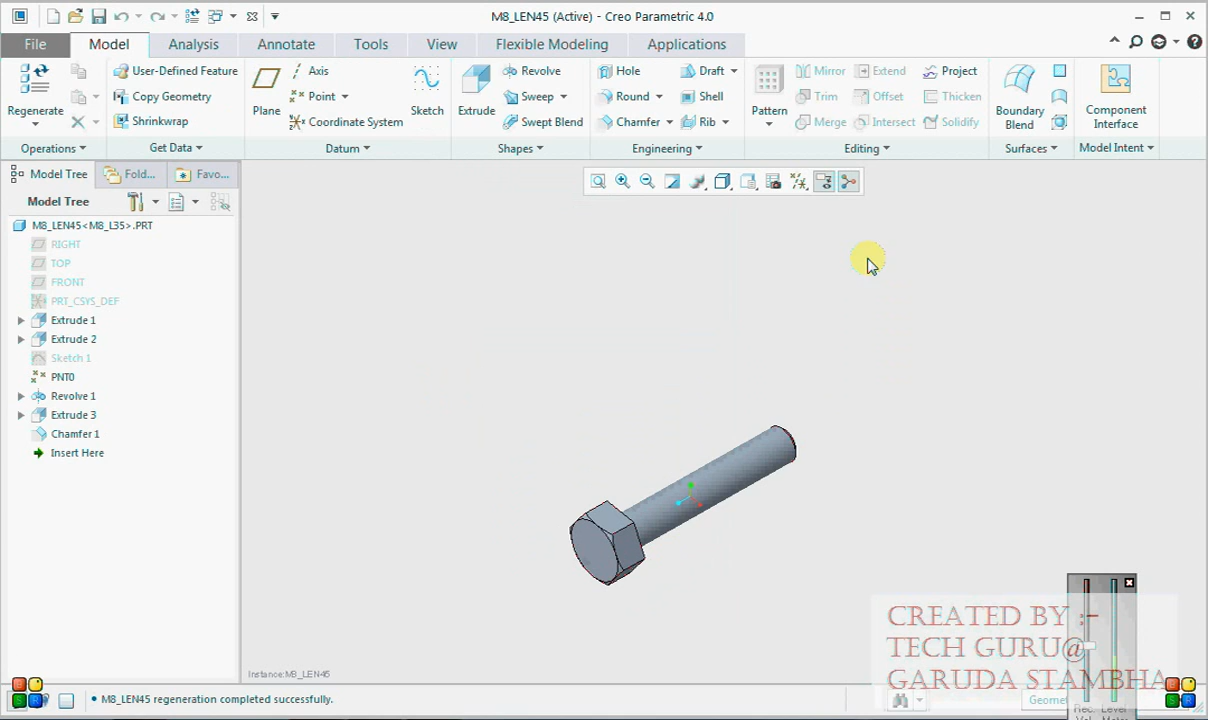 M8_LEN45 (Active) - Creo Parametric 4.0
File Model Analysis Annotate Tools View Flexible Modeling Applications
Regenerate
User-Defined Feature
Copy Geometry
Shrinkwrap
Plane
Axis
Point
Coordinate System
Sketch
Extrude
Revolve
Sweep
Swept Blend
Hole
Round
Chamfer
Draft
Shell
Rib
Pattern
Mirror
Trim
Merge
Extend
Offset
Intersect
Project
Thicken
Solidify
Boundary
Blend
Component
Interface
Operations Get Data Datum Shapes Engineering Editing Surfaces Model Intent
Model Tree Fold... Favo...
Model Tree
M8_LEN45<M8_L35>.PRT
RIGHT
TOP
FRONT
PRT_CSYS_DEF
Extrude 1
Extrude 2
Sketch 1
PNT0
Revolve 1
Extrude 3
Chamfer 1
Insert Here
Instance:M8_LEN45
CREATED BY :-
TECH GURU@
GARUDA STAMBHA
M8_LEN45 regeneration completed successfully.
Geomet
Rec. Level